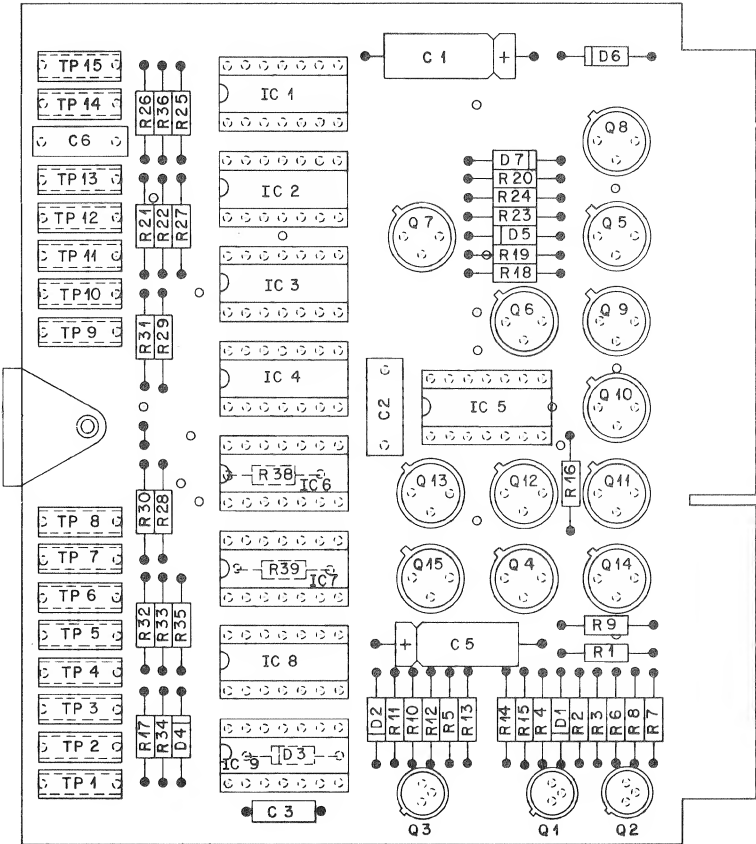 TP 15
TP 14
C 6
TP 13
TP 12
TP 11
TP 10
TP 9
TP 8
TP 7
TP 6
TP 5
TP 4
TP 3
TP 2
TP 1
R26
R36
R25
R21
R22
R27
R31
R29
R30
R28
R32
R33
R35
R17
R34
D4
IC 1
IC 2
IC 3
IC 4
R38
IC6
R39
IC7
IC 8
IC 9
D3
C 3
C 1
+
D6
Q8
D7
R20
R24
R23
D5
R19
R18
Q 7
Q 5
Q 6
Q 9
C2
IC 5
Q 10
Q 13
Q 12
R16
Q 11
Q 15
Q 4
Q 14
R 9
R 1
+
C 5
D2
R11
R10
R12
R5
R13
R14
R15
R4
D1
R2
R3
R6
R8
R7
Q3
Q1
Q2